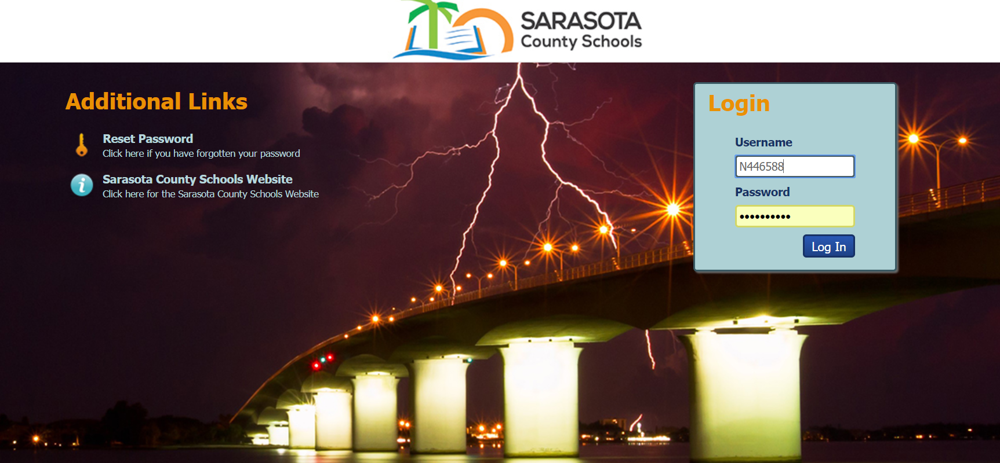 SARASOTA
County Schools
Additional Links
Reset Password
Click here if you have forgotten your password
Sarasota County Schools Website
Click here for the Sarasota County Schools Website
Login
Username
N446588
Password
••••••••••
Log In